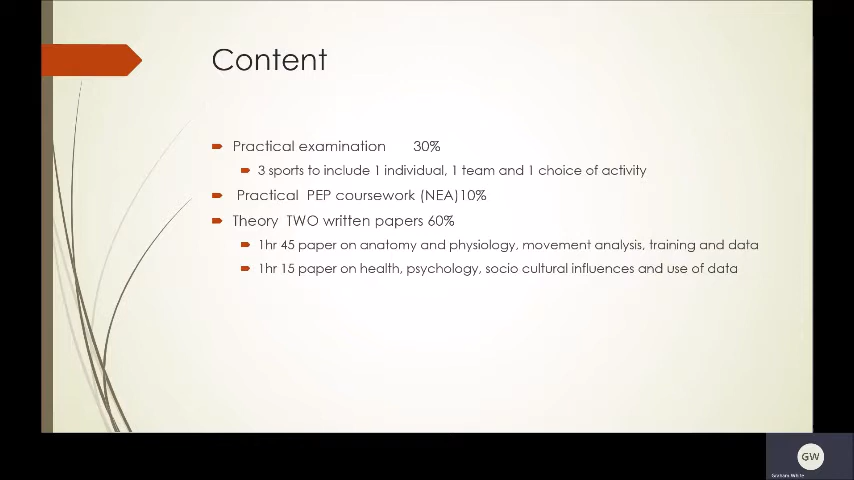 Content
Practical examination 30%
3 sports to include 1 individual, 1 team and 1 choice of activity
Practical PEP coursework (NEA)10%
Theory TWO written papers 60%
1hr 45 paper on anatomy and physiology, movement analysis, training and data
1hr 15 paper on health, psychology, socio cultural influences and use of data
GW
Graham White